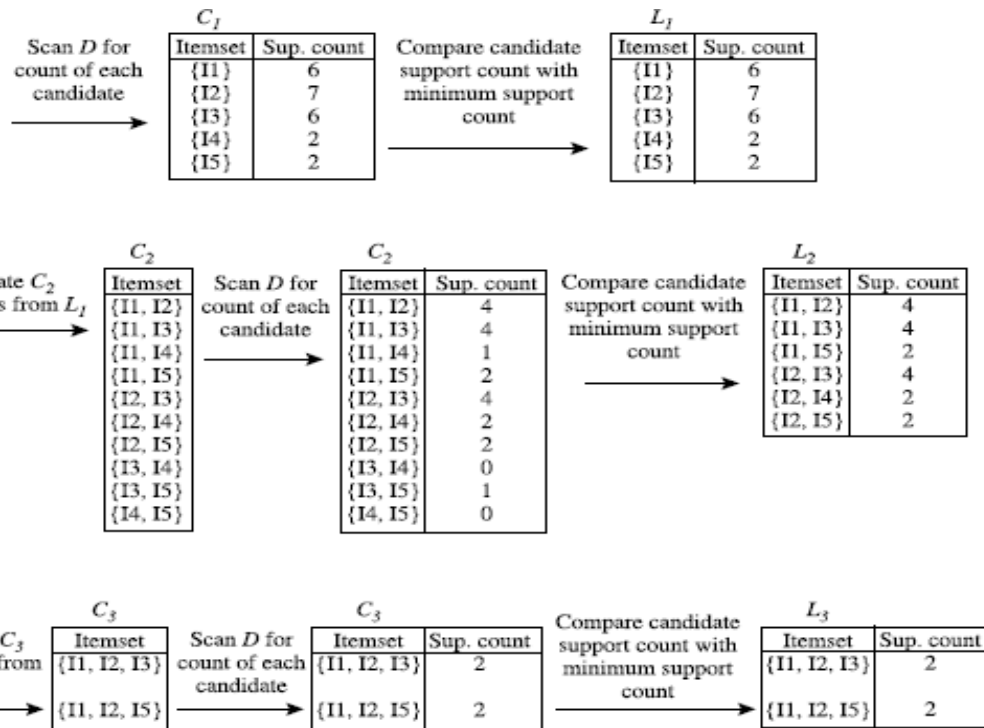 C1
L1
Scan D for
count of each
candidate
Itemset Sup. count
{I1} 6
{I2} 7
{I3} 6
{I4} 2
{I5} 2
Compare candidate
support count with
minimum support
count
Itemset Sup. count
{I1} 6
{I2} 7
{I3} 6
{I4} 2
{I5} 2
ate C2
s from L1
C2
Itemset
{I1, I2}
{I1, I3}
{I1, I4}
{I1, I5}
{I2, I3}
{I2, I4}
{I2, I5}
{I3, I4}
{I3, I5}
{I4, I5}
Scan D for
count of each
candidate
C2
Itemset Sup. count
{I1, I2} 4
{I1, I3} 4
{I1, I4} 1
{I1, I5} 2
{I2, I3} 4
{I2, I4} 2
{I2, I5} 2
{I3, I4} 0
{I3, I5} 1
{I4, I5} 0
Compare candidate
support count with
minimum support
count
L2
Itemset Sup. count
{I1, I2} 4
{I1, I3} 4
{I1, I5} 2
{I2, I3} 4
{I2, I4} 2
{I2, I5} 2
C3
from
C3
Itemset
{I1, I2, I3}
{I1, I2, I5}
Scan D for
count of each
candidate
C3
Itemset Sup. count
{I1, I2, I3} 2
{I1, I2, I5} 2
Compare candidate
support count with
minimum support
count
L3
Itemset Sup. count
{I1, I2, I3} 2
{I1, I2, I5} 2